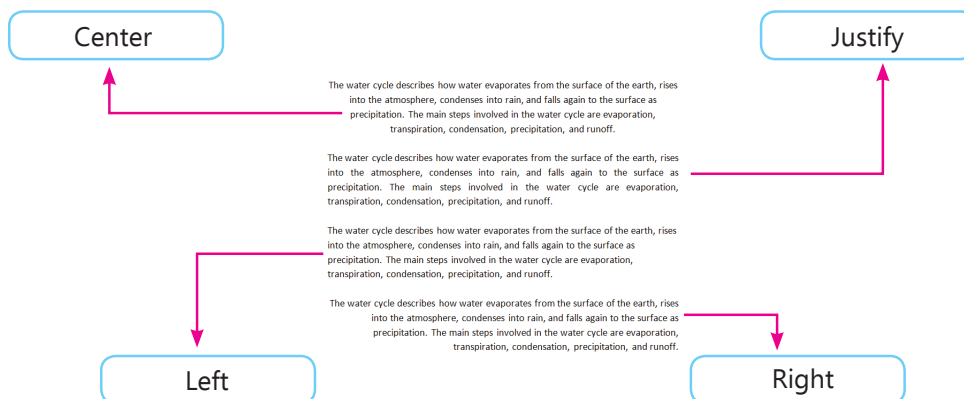 Center
Justify
The water cycle describes how water evaporates from the surface of the earth, rises
into the atmosphere, condenses into rain, and falls again to the surface as
precipitation. The main steps involved in the water cycle are evaporation,
transpiration, condensation, precipitation, and runoff.
The water cycle describes how water evaporates from the surface of the earth, rises
into the atmosphere, condenses into rain, and falls again to the surface as
precipitation. The main steps involved in the water cycle are evaporation,
transpiration, condensation, precipitation, and runoff.
The water cycle describes how water evaporates from the surface of the earth, rises
into the atmosphere, condenses into rain, and falls again to the surface as
precipitation. The main steps involved in the water cycle are evaporation,
transpiration, condensation, precipitation, and runoff.
The water cycle describes how water evaporates from the surface of the earth, rises
into the atmosphere, condenses into rain, and falls again to the surface as
precipitation. The main steps involved in the water cycle are evaporation,
transpiration, condensation, precipitation, and runoff.
Left
Right